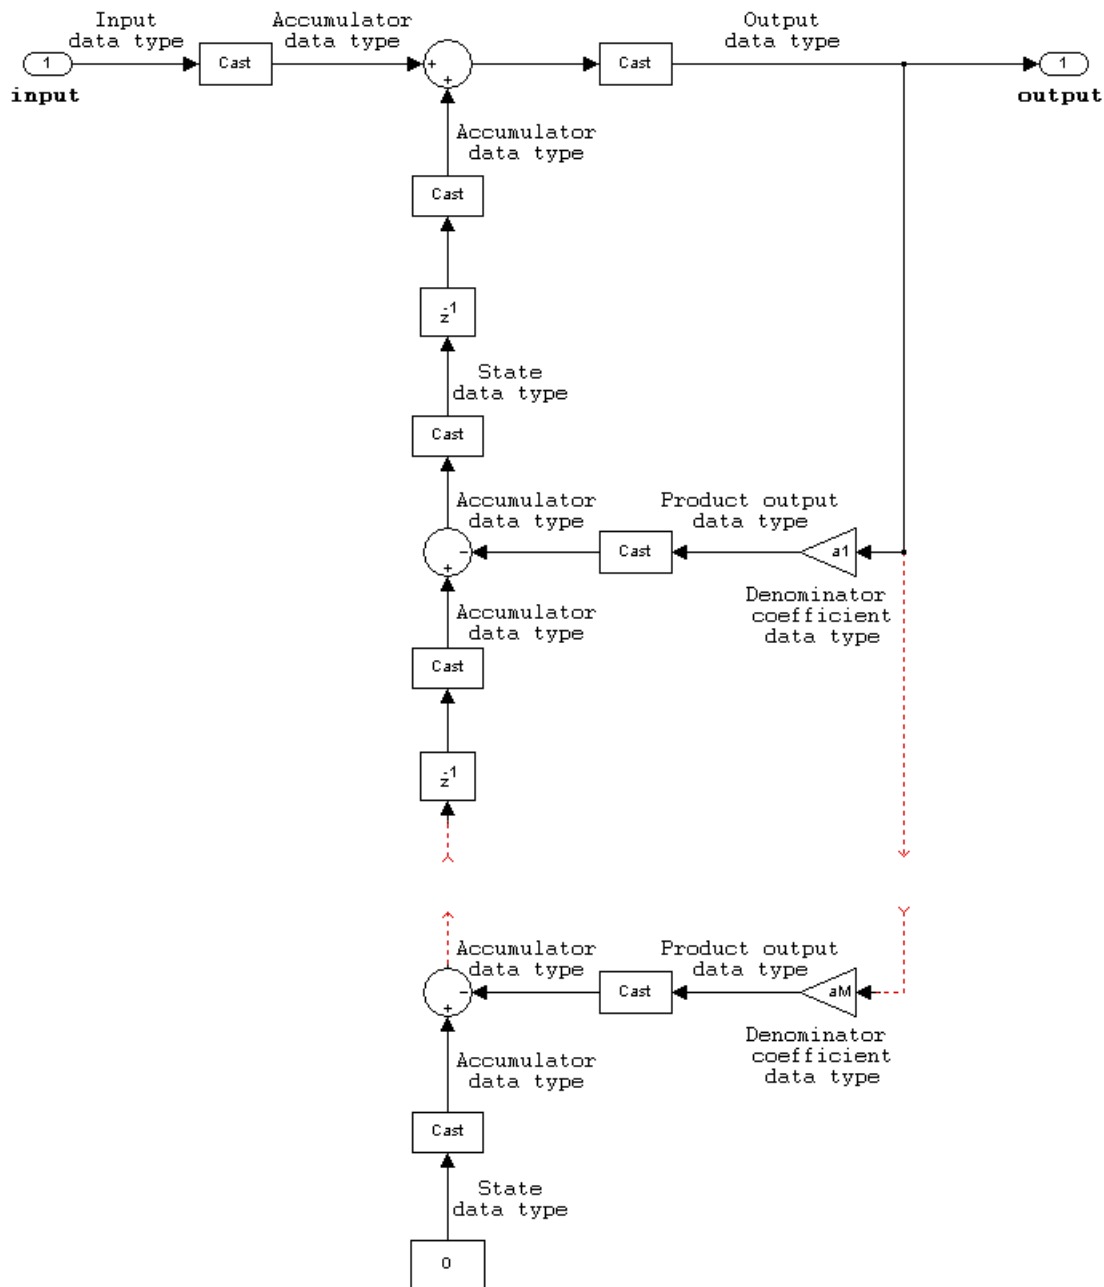 Input
data type
Accumulator
data type
Output
data type
1
Cast
+
+
Cast
1
input
output
Accumulator
data type
Cast
z-1
State
data type
Cast
Accumulator
data type
Product output
data type
-
+
Cast
a1
Accumulator
data type
Denominator
coefficient
data type
Cast
z-1
Accumulator
data type
Product output
data type
-
+
Cast
aM
Accumulator
data type
Denominator
coefficient
data type
Cast
State
data type
0